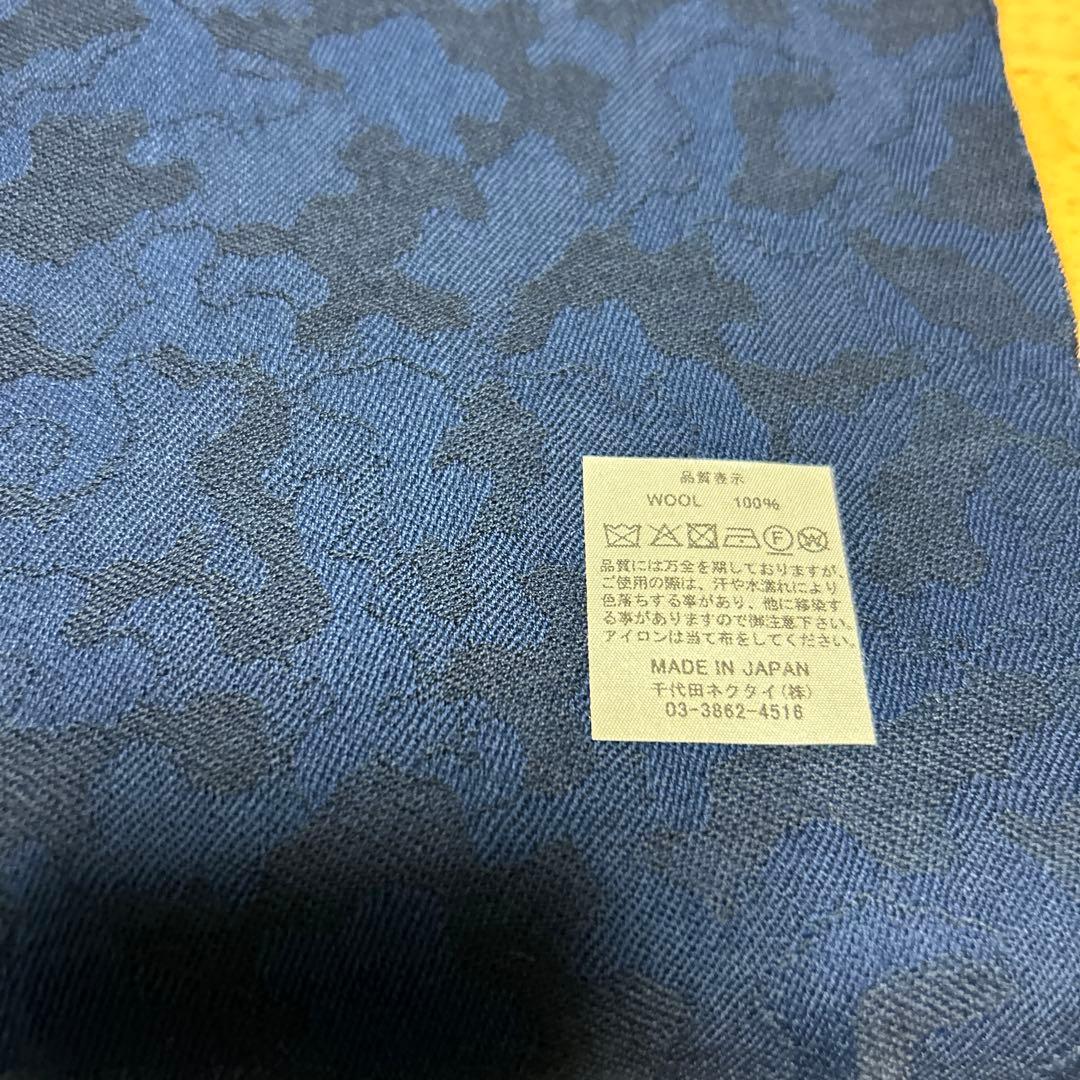 品質表示
WOOL 100%
F W
品質には万全を期しておりますが、
ご使用の際は、汗や水濡れにより
色落ちする事があり、他に移染す
る事がありますので御注意下さい。
アイロンは当て布をしてください。
MADE IN JAPAN
千代田ネクタイ(株)
03-3862-4516